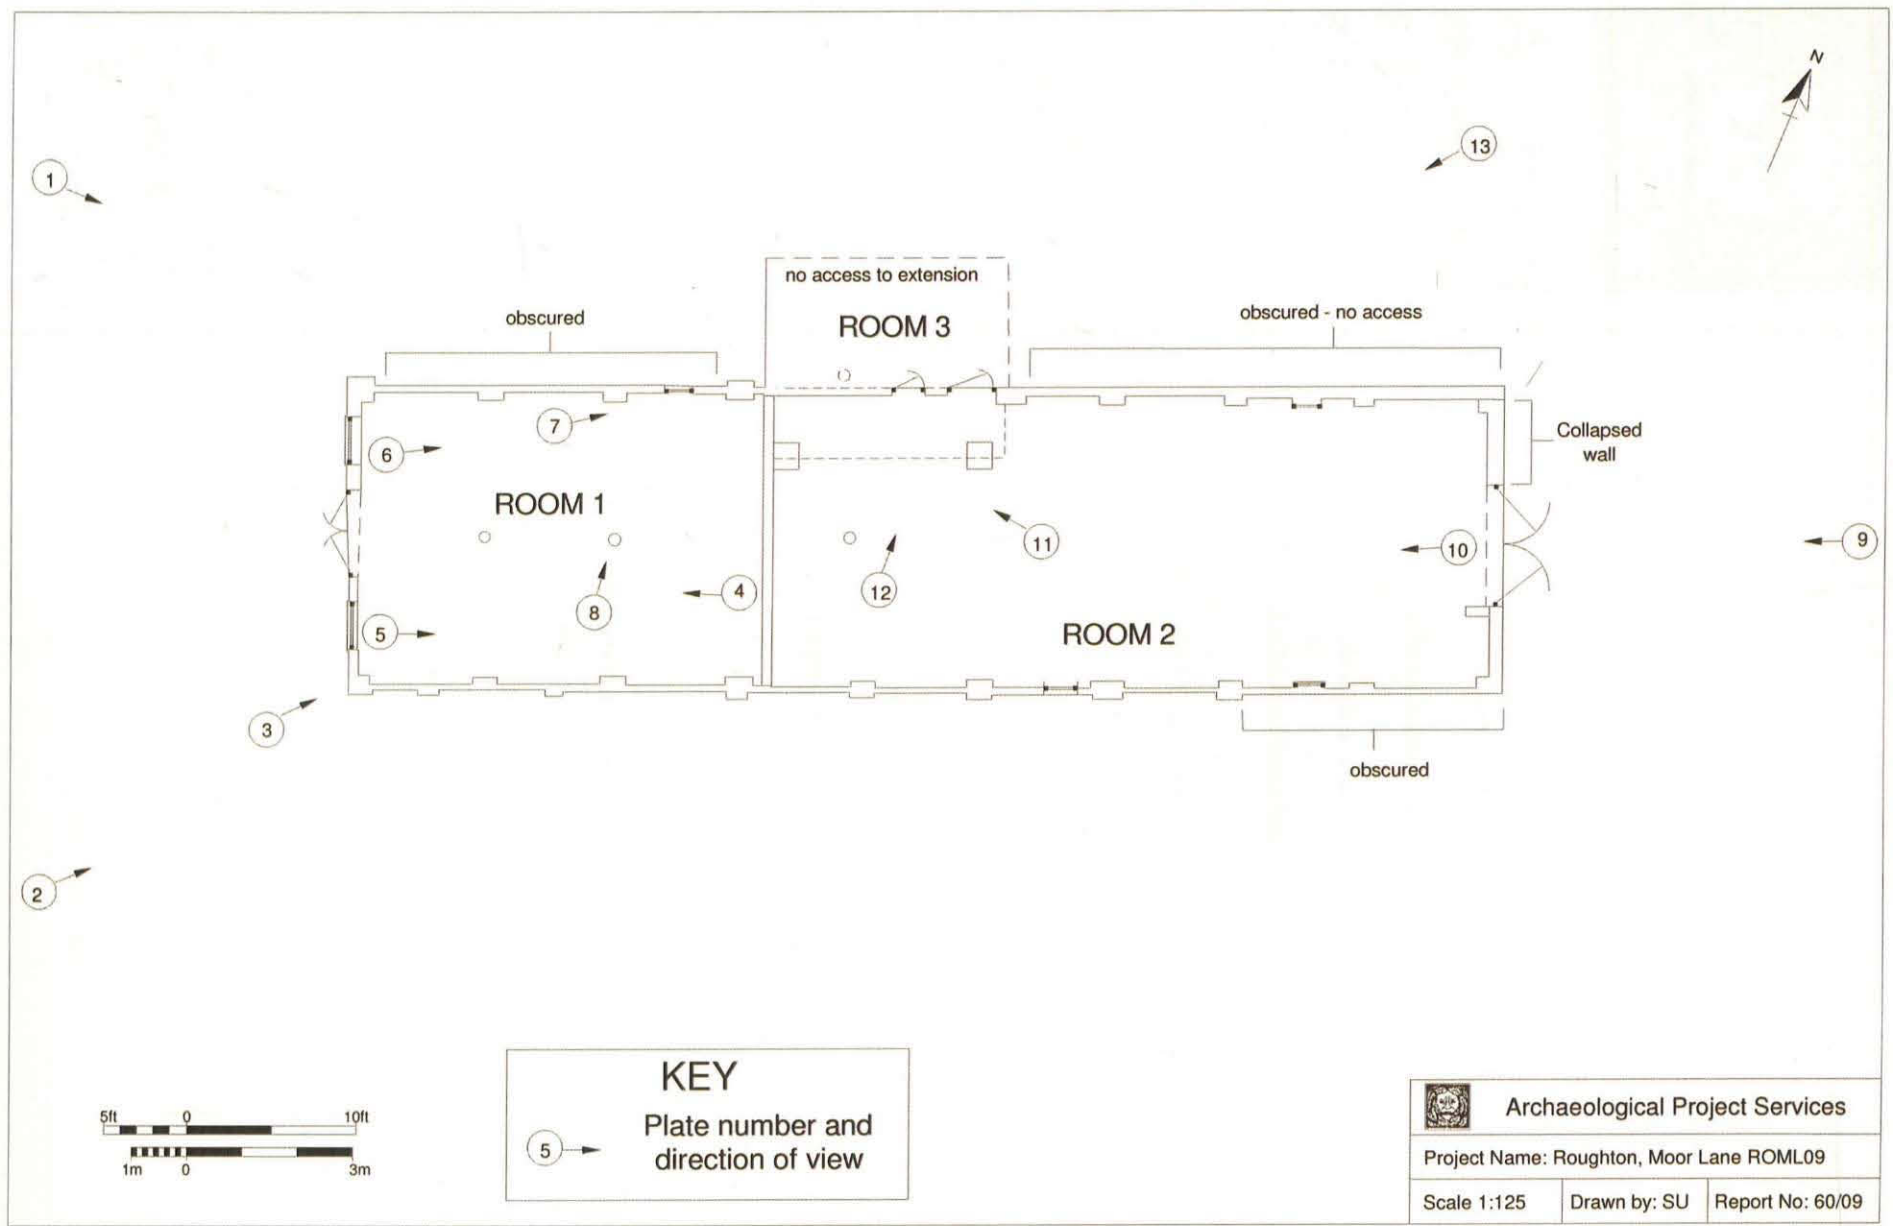 N
1
13
no access to extension
ROOM 3
obscured
obscured - no access
7
6
Collapsed
wall
ROOM 1
11
10
9
12
4
8
5
ROOM 2
3
obscured
2
KEY
5
Plate number and
direction of view
5ft 0 10ft
1m 0 3m
Archaeological Project Services
Project Name: Roughton, Moor Lane ROML09
Scale 1:125 Drawn by: SU Report No: 60/09